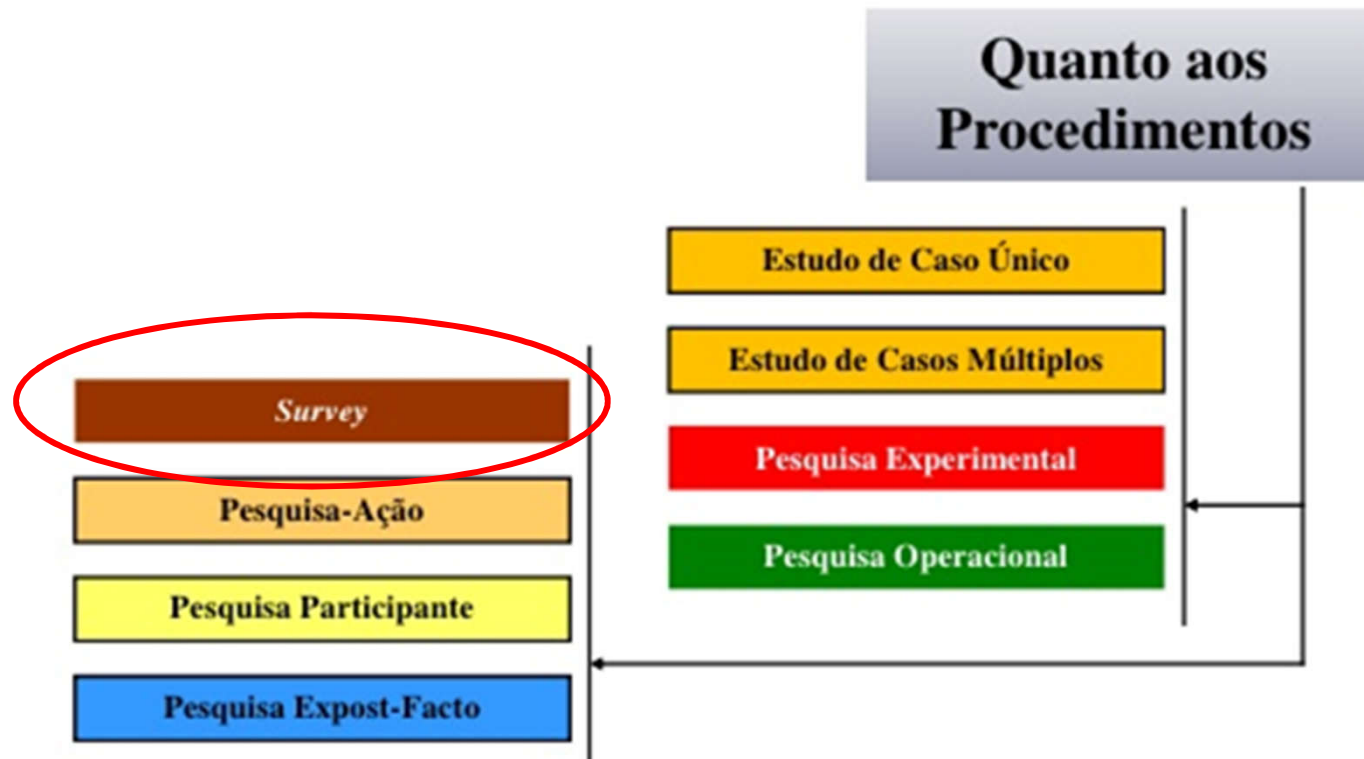 Quanto aos
Procedimentos
Estudo de Caso Único
Estudo de Casos Múltiplos
Pesquisa Experimental
Pesquisa Operacional
Survey
Pesquisa-Ação
Pesquisa Participante
Pesquisa Expost-Facto